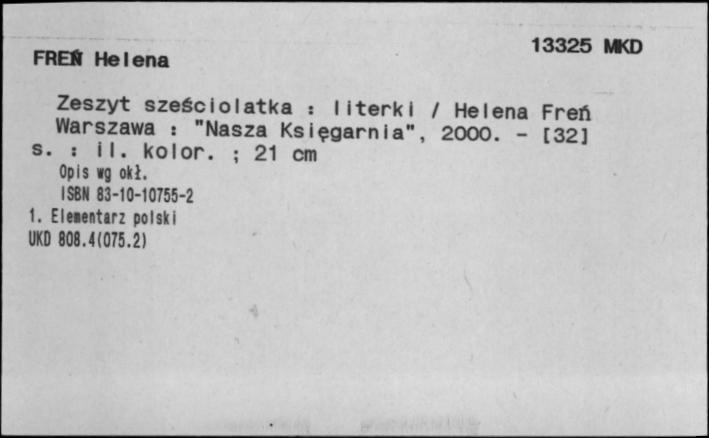 13325 MKD
FREŃ Helena
Zeszyt sześciolatka : literki / Helena Freń
Warszawa : "Nasza Księgarnia", 2000. - [32]
s. : il. kolor. ; 21 cm
Opis wg okł.
ISBN 83-10-10755-2
1. Elementarz polski
UKD 808.4(075.2)